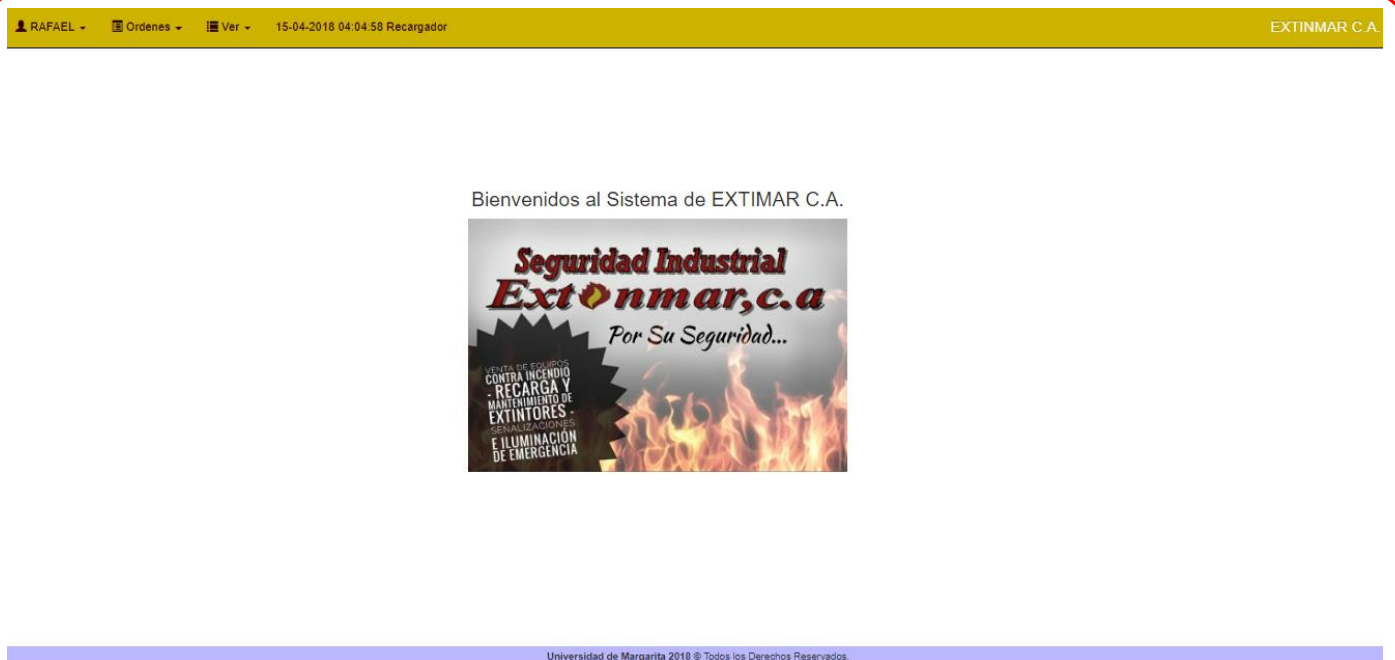 RAFAEL Ordenes Ver 15-04-2018 04:04:58 Recargador EXTINMAR C.A.
Bienvenidos al Sistema de EXTIMAR C.A.
Seguridad Industrial
Extinmar,c.a
Por Su Seguridad...
VENTA DE EQUIPOS
CONTRA INCENDIO
- RECARGA Y
MANTENIMIENTO DE
EXTINTORES -
SEÑALIZACIONES
E ILUMINACIÓN
DE EMERGENCIA
Universidad de Margarita 2018 © Todos los Derechos Reservados.